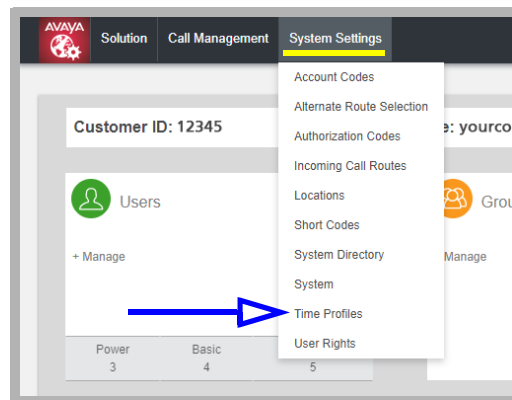 AVAYA
Solution Call Management System Settings
Account Codes
Alternate Route Selection
Authorization Codes
Incoming Call Routes
Locations
Short Codes
System Directory
System
Time Profiles
User Rights
Customer ID: 12345
e: yourco
Users
+ Manage
Grou
Manage
Power Basic
3 4 5